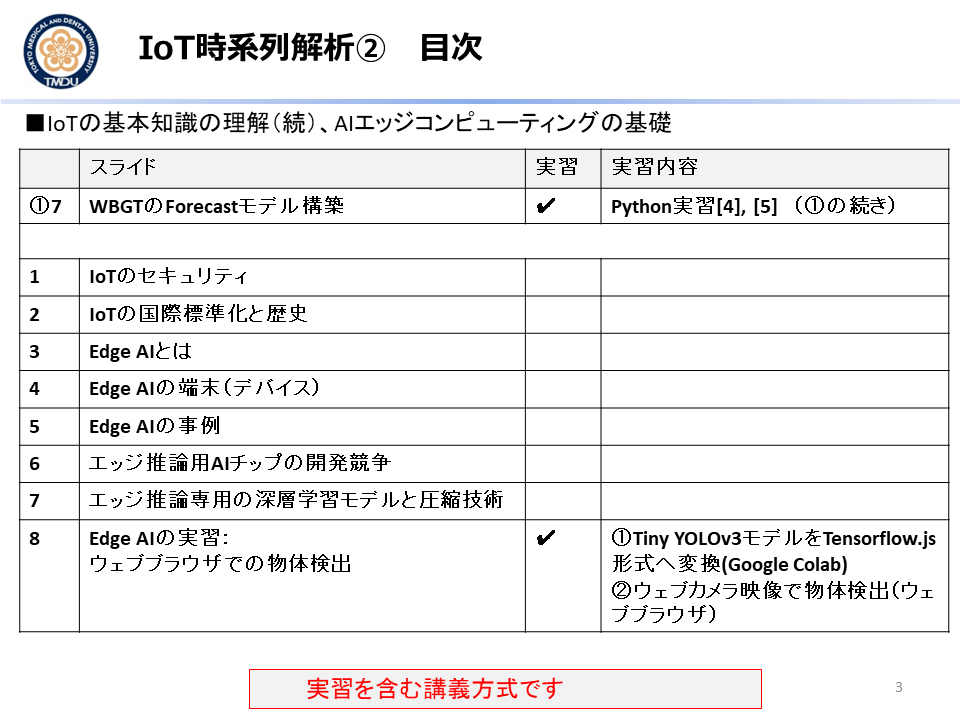 TOKYO MEDICAL AND DENTAL UNIVERSITY
TMDU
IoT時系列解析②　目次
■IoTの基本知識の理解（続）、AIエッジコンピューティングの基礎
スライド 実習 実習内容
①7 WBGTのForecastモデル構築 ✔ Python実習[4], [5] （①の続き）
1 IoTのセキュリティ
2 IoTの国際標準化と歴史
3 Edge AIとは
4 Edge AIの端末（デバイス）
5 Edge AIの事例
6 エッジ推論用AIチップの開発競争
7 エッジ推論専用の深層学習モデルと圧縮技術
8 Edge AIの実習： ✔ ①Tiny YOLOv3モデルをTensorflow.js
ウェブブラウザでの物体検出 形式へ変換(Google Colab)
②ウェブカメラ映像で物体検出（ウェ
ブブラウザ）
実習を含む講義方式です
3